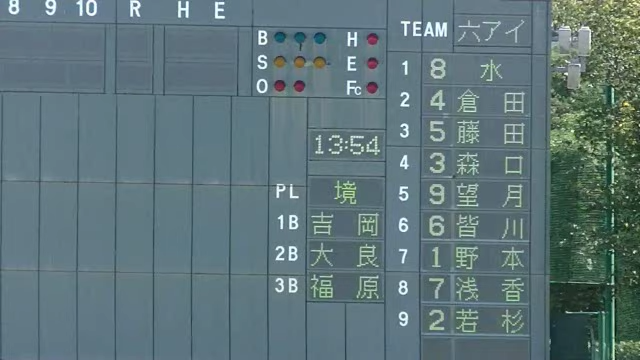 8 9 10 R H E
TEAM 六アイ
B H
S E
O Fc
1 8 水
2 4 倉田
3 5 藤田
4 3 森口
5 9 望月
6 6 皆川
7 1 野本
8 7 浅香
9 2 若杉
13:54
PL 境
1B 吉岡
2B 大良
3B 福原